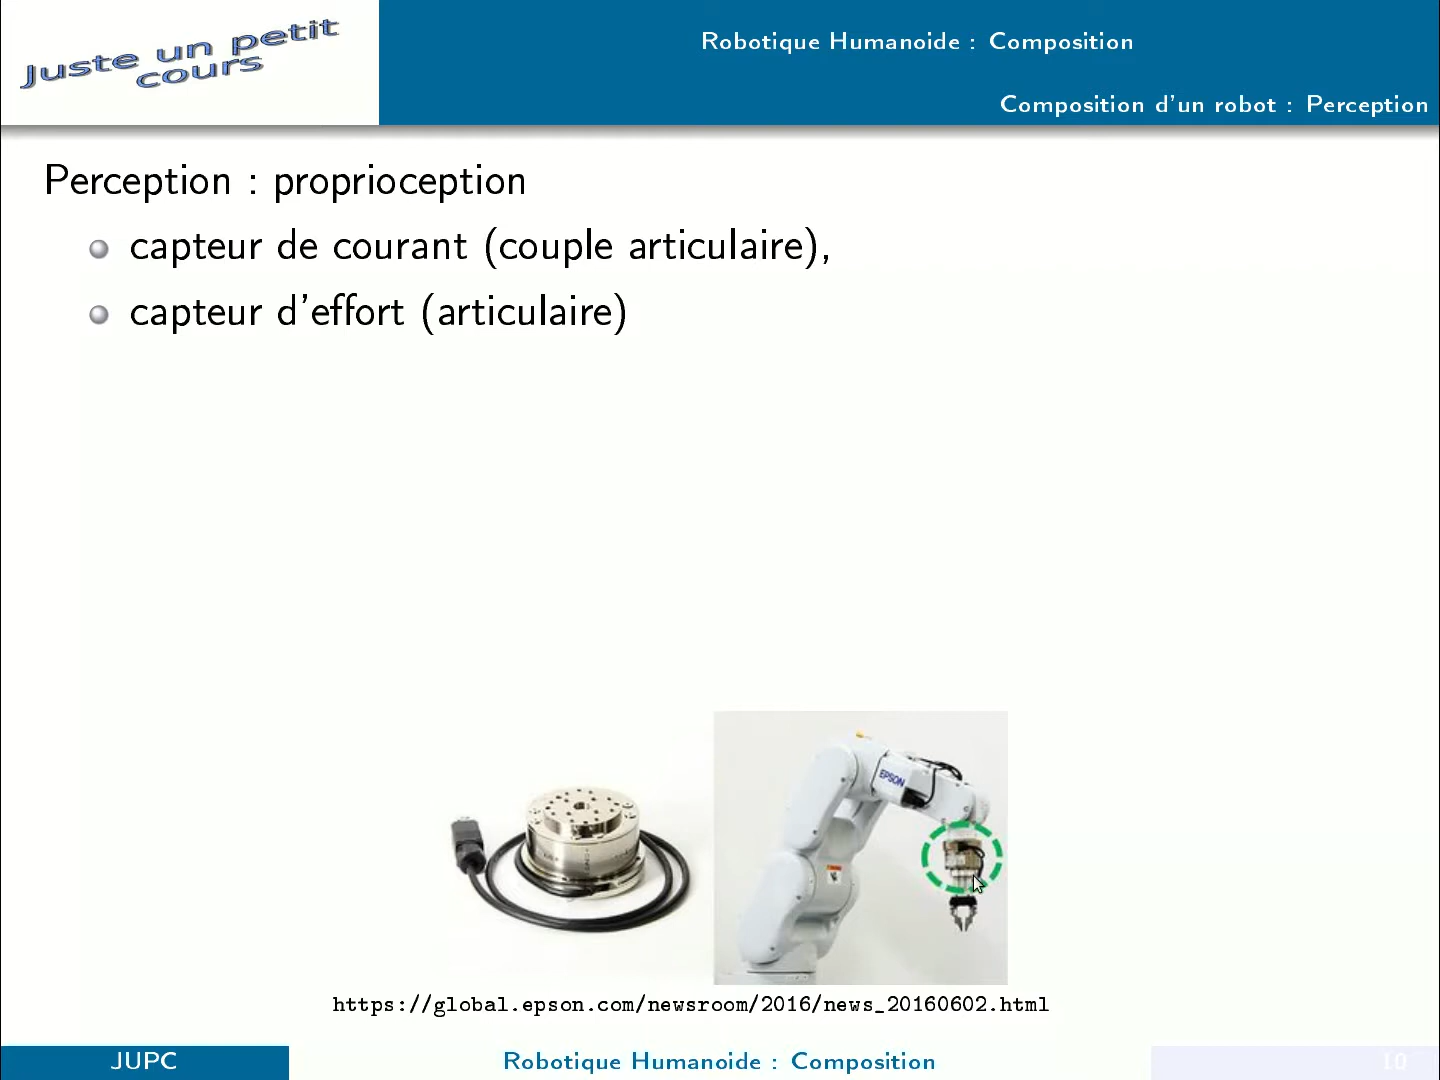 Juste un petit
cours
Robotique Humanoide : Composition
Composition d'un robot : Perception
Perception : proprioception
capteur de courant (couple articulaire),
capteur d'effort (articulaire)
EPSON
https://global.epson.com/newsroom/2016/news_20160602.html
JUPC
Robotique Humanoide : Composition
10